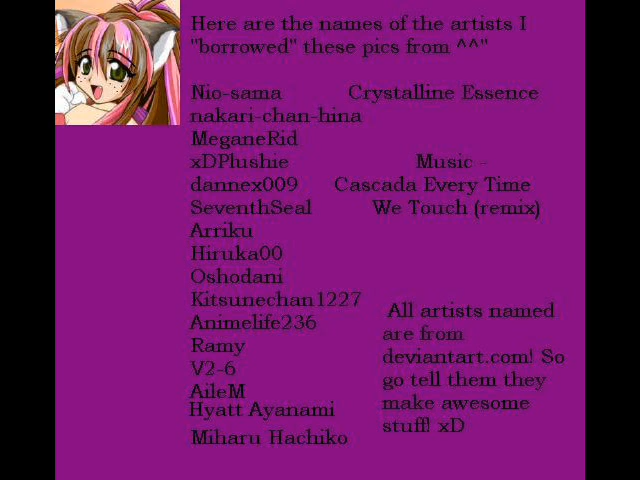 Here are the names of the artists I
"borrowed" these pics from ^^"
Nio-sama Crystalline Essence
nakari-chan-hina
MeganeRid
xDPlushie Music -
dannex009 Cascada Every Time
SeventhSeal We Touch (remix)
Arriku
Hiruka00
Oshodani
Kitsunechan1227
All artists named
Animelife236
are from
Ramy
deviantart.com! So
V2-6
go tell them they
AileM
make awesome
Hyatt Ayanami
stuff! xD
Miharu Hachiko